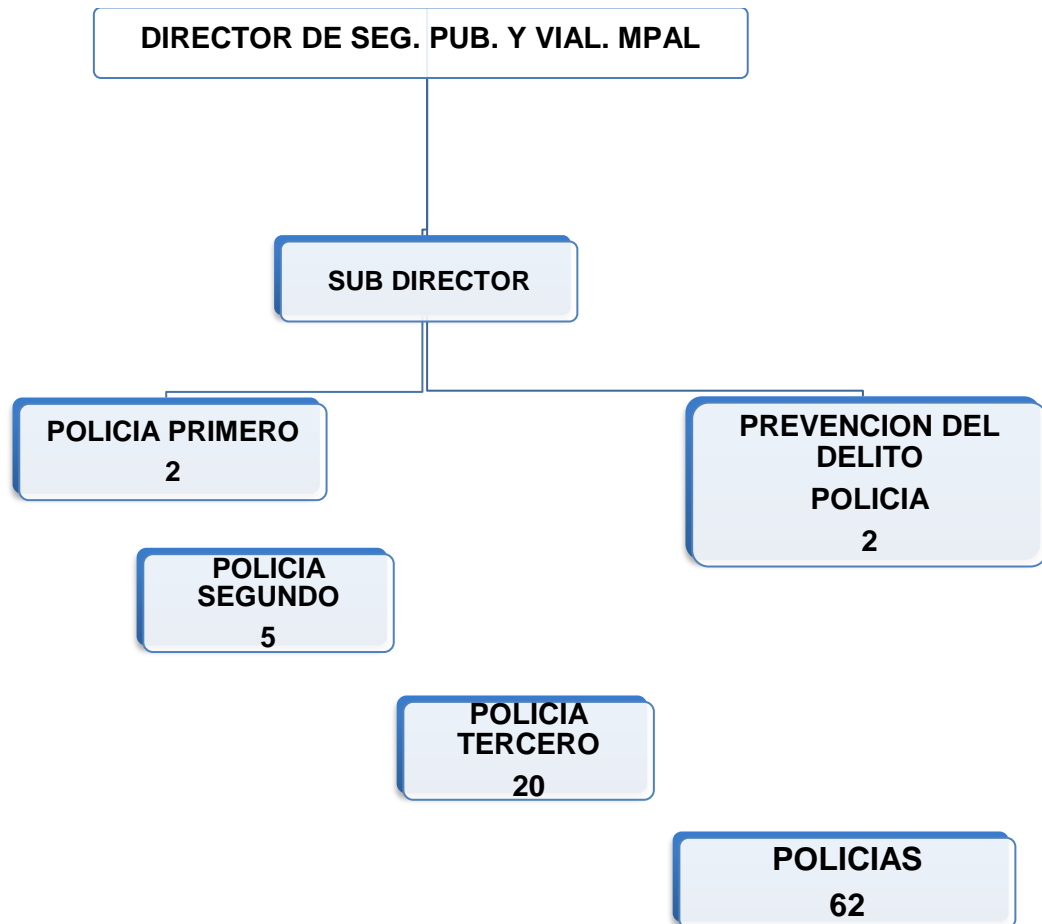 DIRECTOR DE SEG. PUB. Y VIAL. MPAL
SUB DIRECTOR
POLICIA PRIMERO
2
PREVENCION DEL
DELITO
POLICIA
2
POLICIA
SEGUNDO
5
POLICIA
TERCERO
20
POLICIAS
62